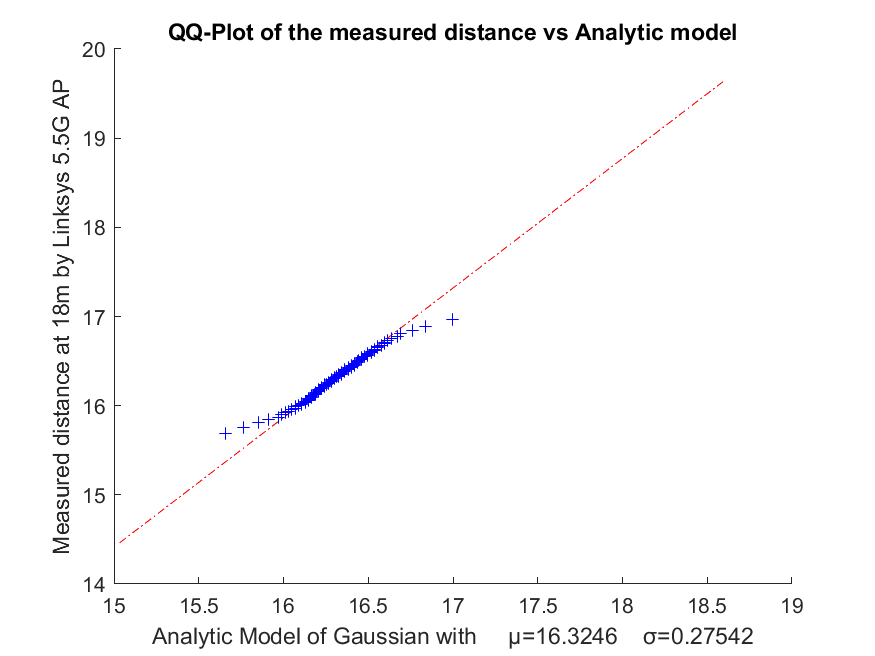 QQ-Plot of the measured distance vs Analytic model
Measured distance at 18m by Linksys 5.5G AP
20
19
18
17
16
15
14
15 15.5 16 16.5 17 17.5 18 18.5 19
Analytic Model of Gaussian with μ=16.3246 σ=0.27542